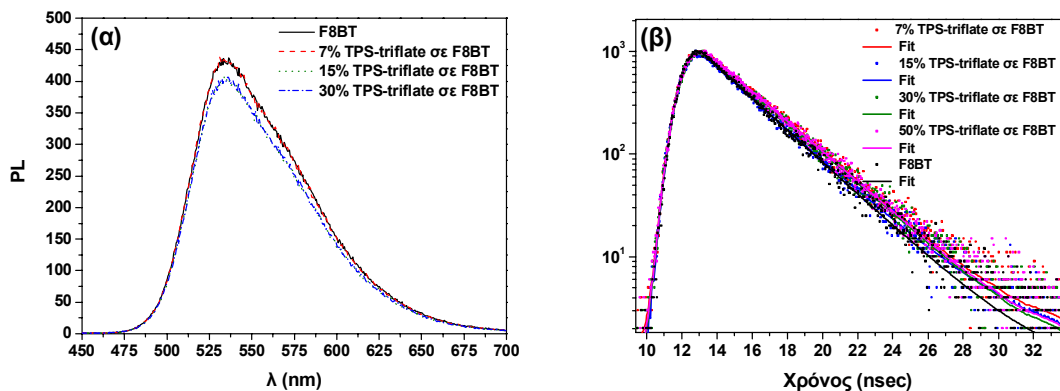 (α)
F8BT
7% TPS-triflate σε F8BT
15% TPS-triflate σε F8BT
30% TPS-triflate σε F8BT
PL
450
400
350
300
250
200
150
100
50
0
450 475 500 525 550 575 600 625 650 675 700
λ (nm)
(β)
7% TPS-triflate σε F8BT
Fit
15% TPS-triflate σε F8BT
Fit
30% TPS-triflate σε F8BT
Fit
50% TPS-triflate σε F8BT
Fit
F8BT
Fit
10³
10²
10¹
10 12 14 16 18 20 22 24 26 28 30 32
Χρόνος (nsec)